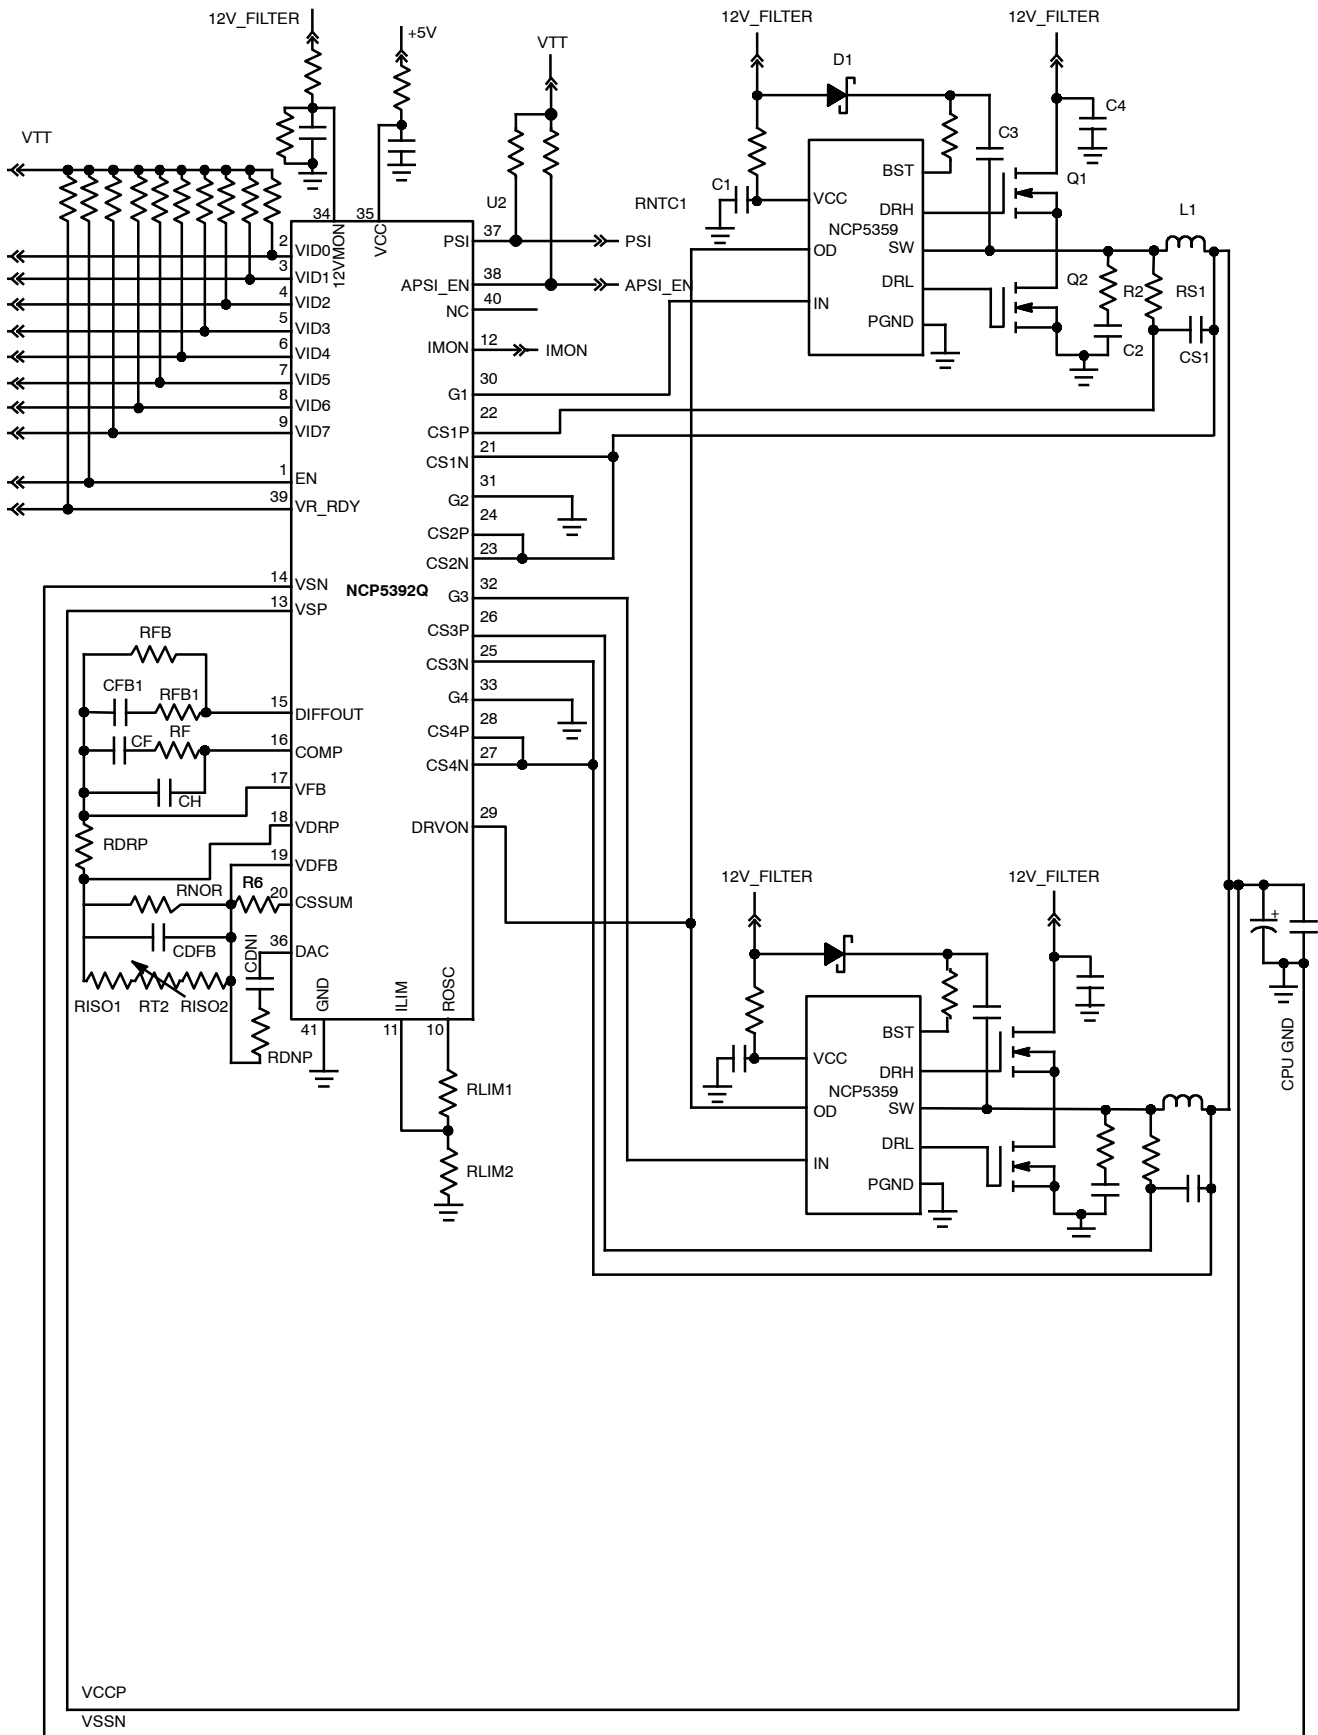 12V_FILTER
+5V
VTT
12V_FILTER
D1
12V_FILTER
C4
C3
VTT
U2
RNTC1
C1
34
12VMON
35
VCC
2
VID0
3
VID1
4
VID2
5
VID3
6
VID4
7
VID5
8
VID6
9
VID7
1
EN
39
VR_RDY
14
VSN
13
VSP
NCP5392Q
37
PSI
PSI
38
APSI_EN
APSI_EN
40
NC
12
IMON
IMON
30
G1
22
CS1P
21
CS1N
31
G2
24
CS2P
23
CS2N
32
G3
26
CS3P
25
CS3N
33
G4
28
CS4P
27
CS4N
29
DRVON
VCC
BST
DRH
NCP5359
OD
SW
DRL
IN
PGND
Q1
L1
Q2
R2
RS1
C2
CS1
RFB
CFB1
RFB1
15
DIFFOUT
CF
RF
16
COMP
CH
17
VFB
18
VDRP
RDRP
19
VDFB
RNOR
R6
20
CSSUM
CDFB
CDNI
36
DAC
RISO1
RT2
RISO2
RDNP
GND
41
ILIM
11
ROSC
10
RLIM1
RLIM2
12V_FILTER
12V_FILTER
+
VCC
BST
DRH
NCP5359
OD
SW
DRL
IN
PGND
CPU GND
VCCP
VSSN